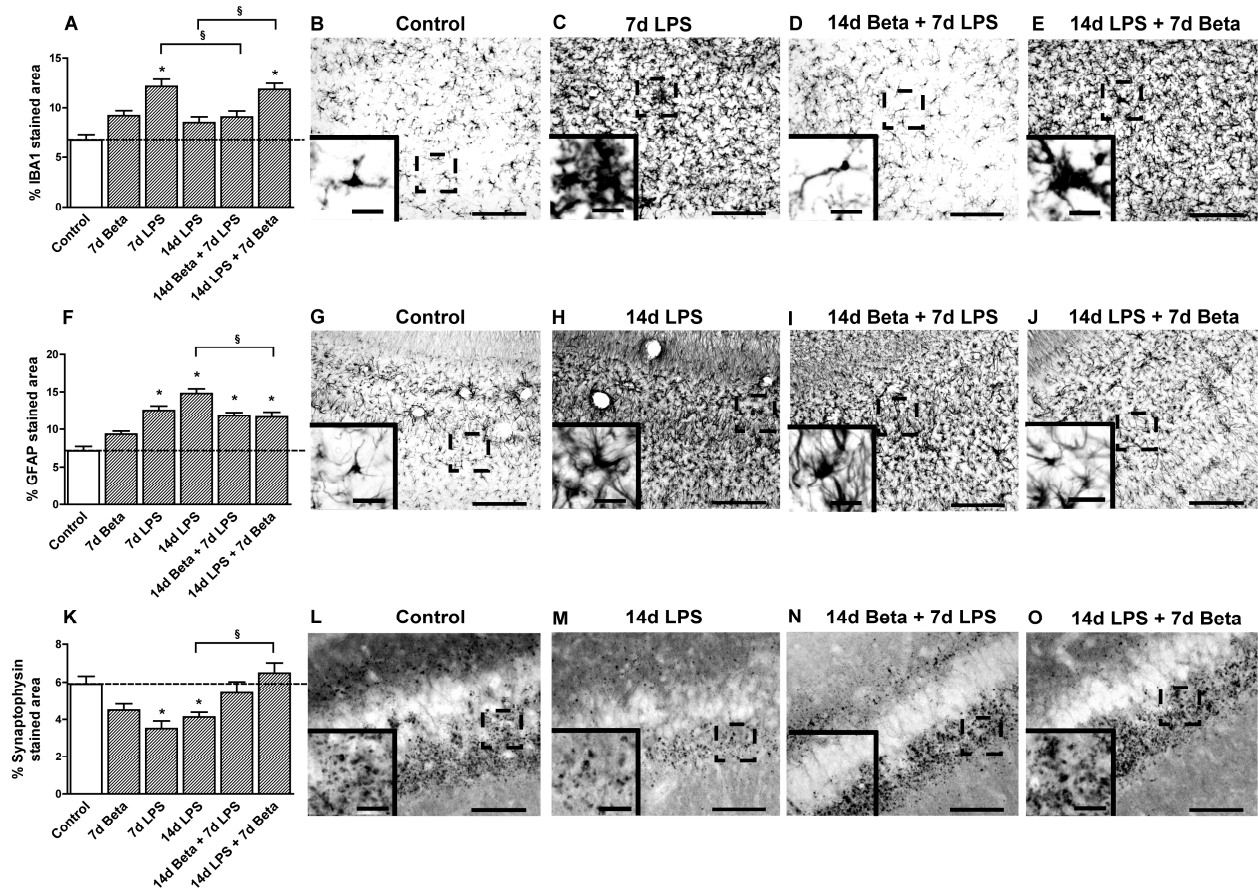 A
§
§
% IBA1 stained area
15
10
5
0
*
*
Control
7d Beta
7d LPS
14d LPS
14d Beta + 7d LPS
14d LPS + 7d Beta
B Control
C 7d LPS
D 14d Beta + 7d LPS
E 14d LPS + 7d Beta
F
§
% GFAP stained area
20
15
10
5
0
*
*
*
*
Control
7d Beta
7d LPS
14d LPS
14d Beta + 7d LPS
14d LPS + 7d Beta
G Control
H 14d LPS
I 14d Beta + 7d LPS
J 14d LPS + 7d Beta
K
§
% Synaptophysin
stained area
8
6
4
2
0
*
*
Control
7d Beta
7d LPS
14d LPS
14d Beta + 7d LPS
14d LPS + 7d Beta
L Control
M 14d LPS
N 14d Beta + 7d LPS
O 14d LPS + 7d Beta